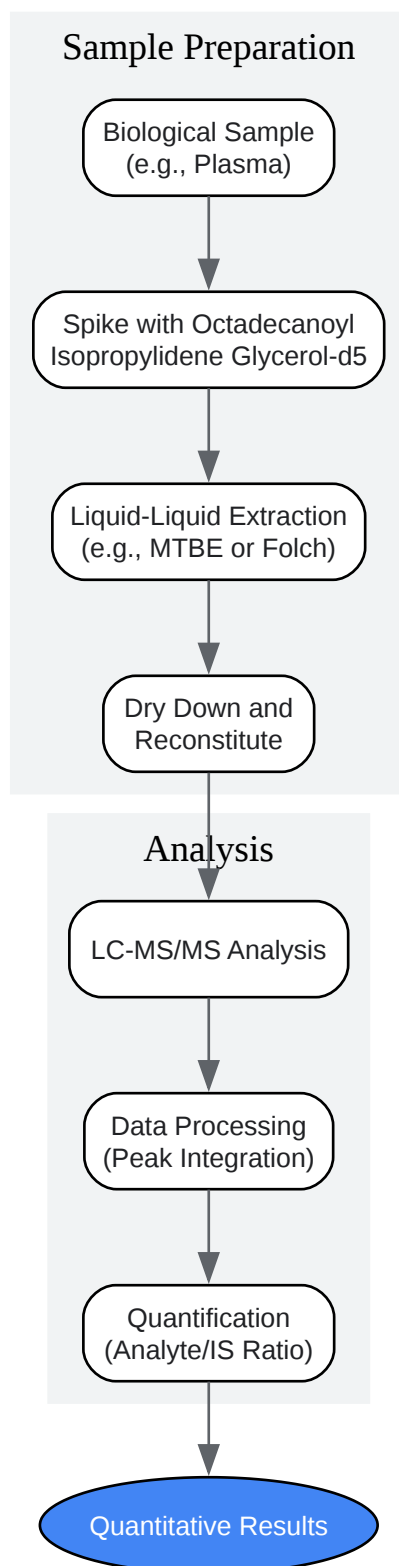 Sample Preparation
Biological Sample
(e.g., Plasma)
Spike with Octadecanoyl
Isopropylidene Glycerol-d5
Liquid-Liquid Extraction
(e.g., MTBE or Folch)
Dry Down and
Reconstitute
Analysis
LC-MS/MS Analysis
Data Processing
(Peak Integration)
Quantification
(Analyte/IS Ratio)
Quantitative Results